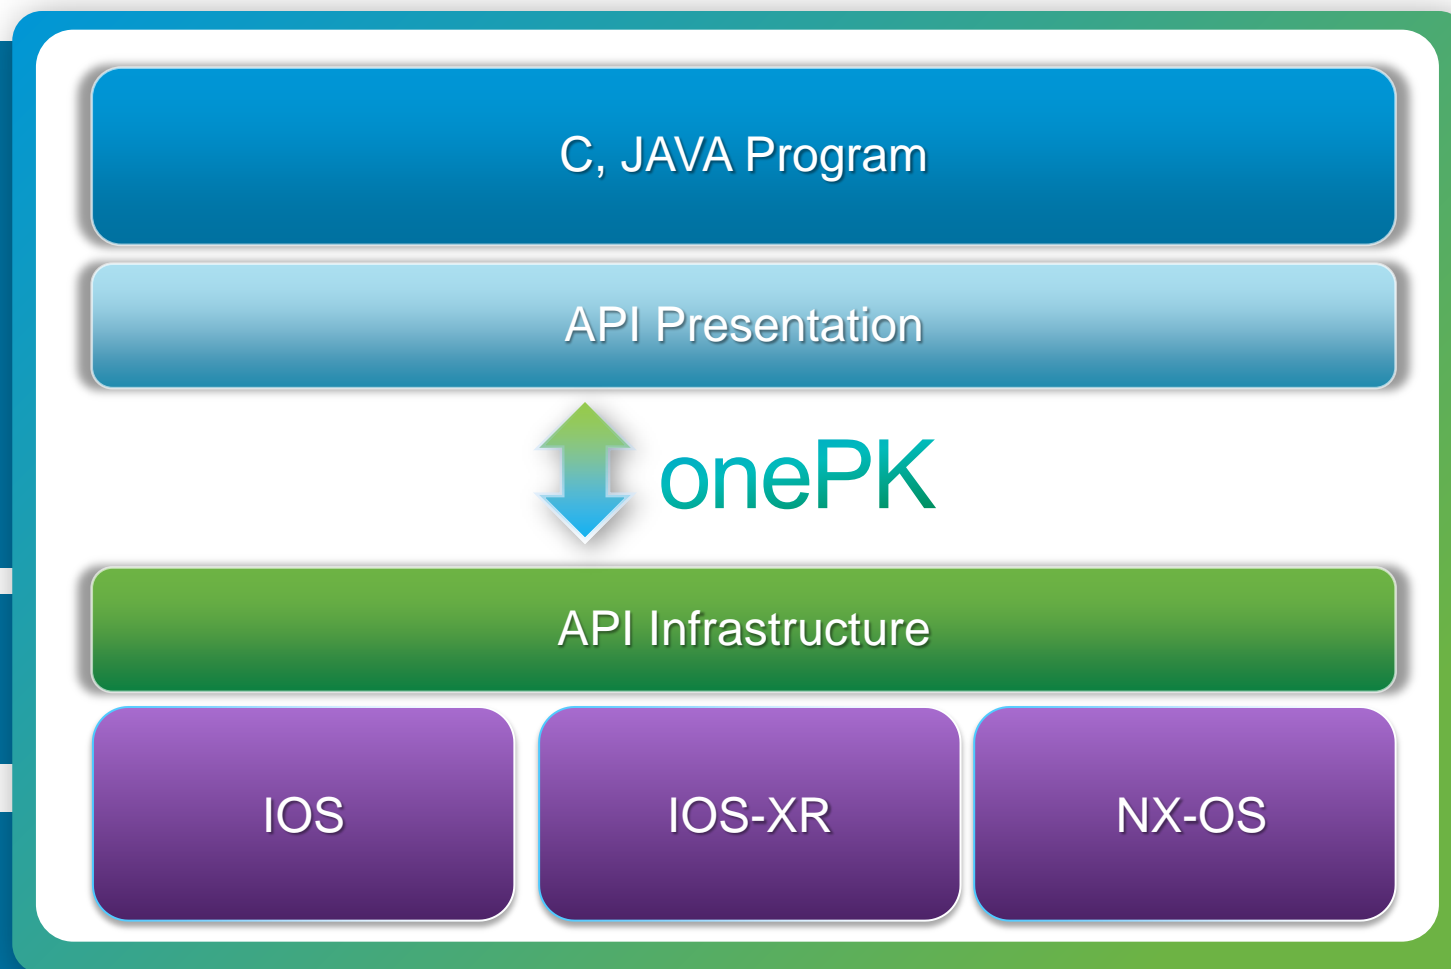 C, JAVA Program
API Presentation
onePK
API Infrastructure
IOS
IOS-XR
NX-OS